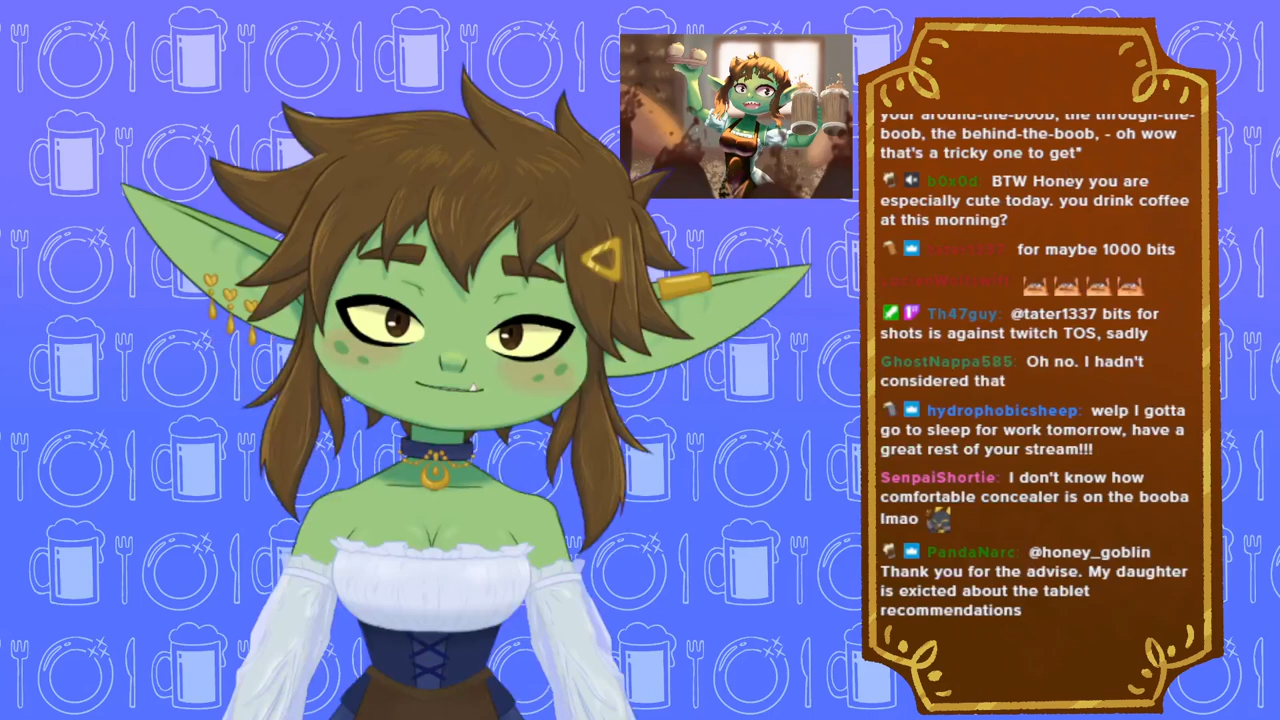 your around-the-boob, the through-the-
boob, the behind-the-boob, - oh wow
that's a tricky one to get"
b0x0d: BTW Honey you are
especially cute today. you drink coffee
at this morning?
tater1337: for maybe 1000 bits
Th47guy: @tater1337 bits for
shots is against twitch TOS, sadly
GhostNappa585: Oh no. I hadn't
considered that
hydrophobicsheep: welp I gotta
go to sleep for work tomorrow, have a
great rest of your stream!!!
SenpaiShortie: I don't know how
comfortable concealer is on the booba
lmao
PandaNarc: @honey_goblin
Thank you for the advise. My daughter
is exicted about the tablet
recommendations